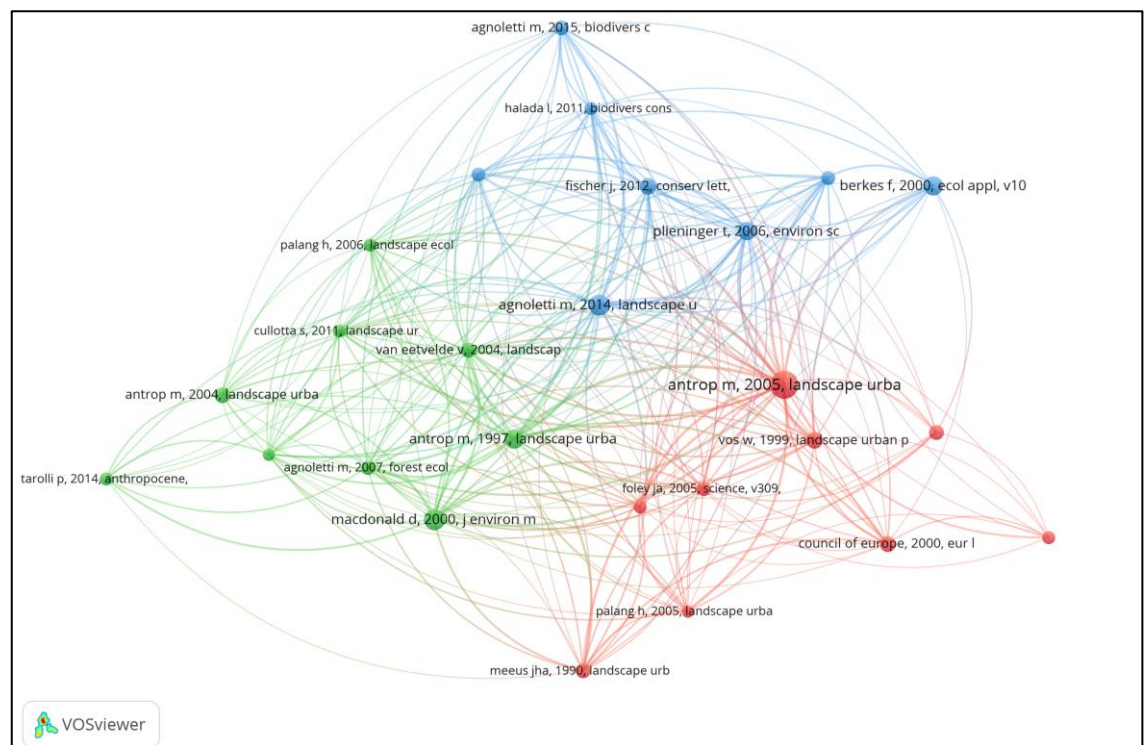 agnoletti m, 2015, biodivers c
halada l, 2011, biodivers cons
fischer j, 2012, conserv lett,
berkes f, 2000, ecol appl, v10
plieninger t, 2006, environ sc
palang h, 2006, landscape ecol
agnoletti m, 2014, landscape u
cullotta s, 2011, landscape ur
van eetvelde v, 2004, landscap
antrop m, 2005, landscape urba
antrop m, 2004, landscape urba
antrop m, 1997, landscape urba
vos w, 1999, landscape urban p
agnoletti m, 2007, forest ecol
tarolli p, 2014, anthropocene,
foley ja, 2005, science, v309,
macdonald d, 2000, j environ m
council of europe, 2000, eur l
palang h, 2005, landscape urba
meeus jha, 1990, landscape urb
VOSviewer